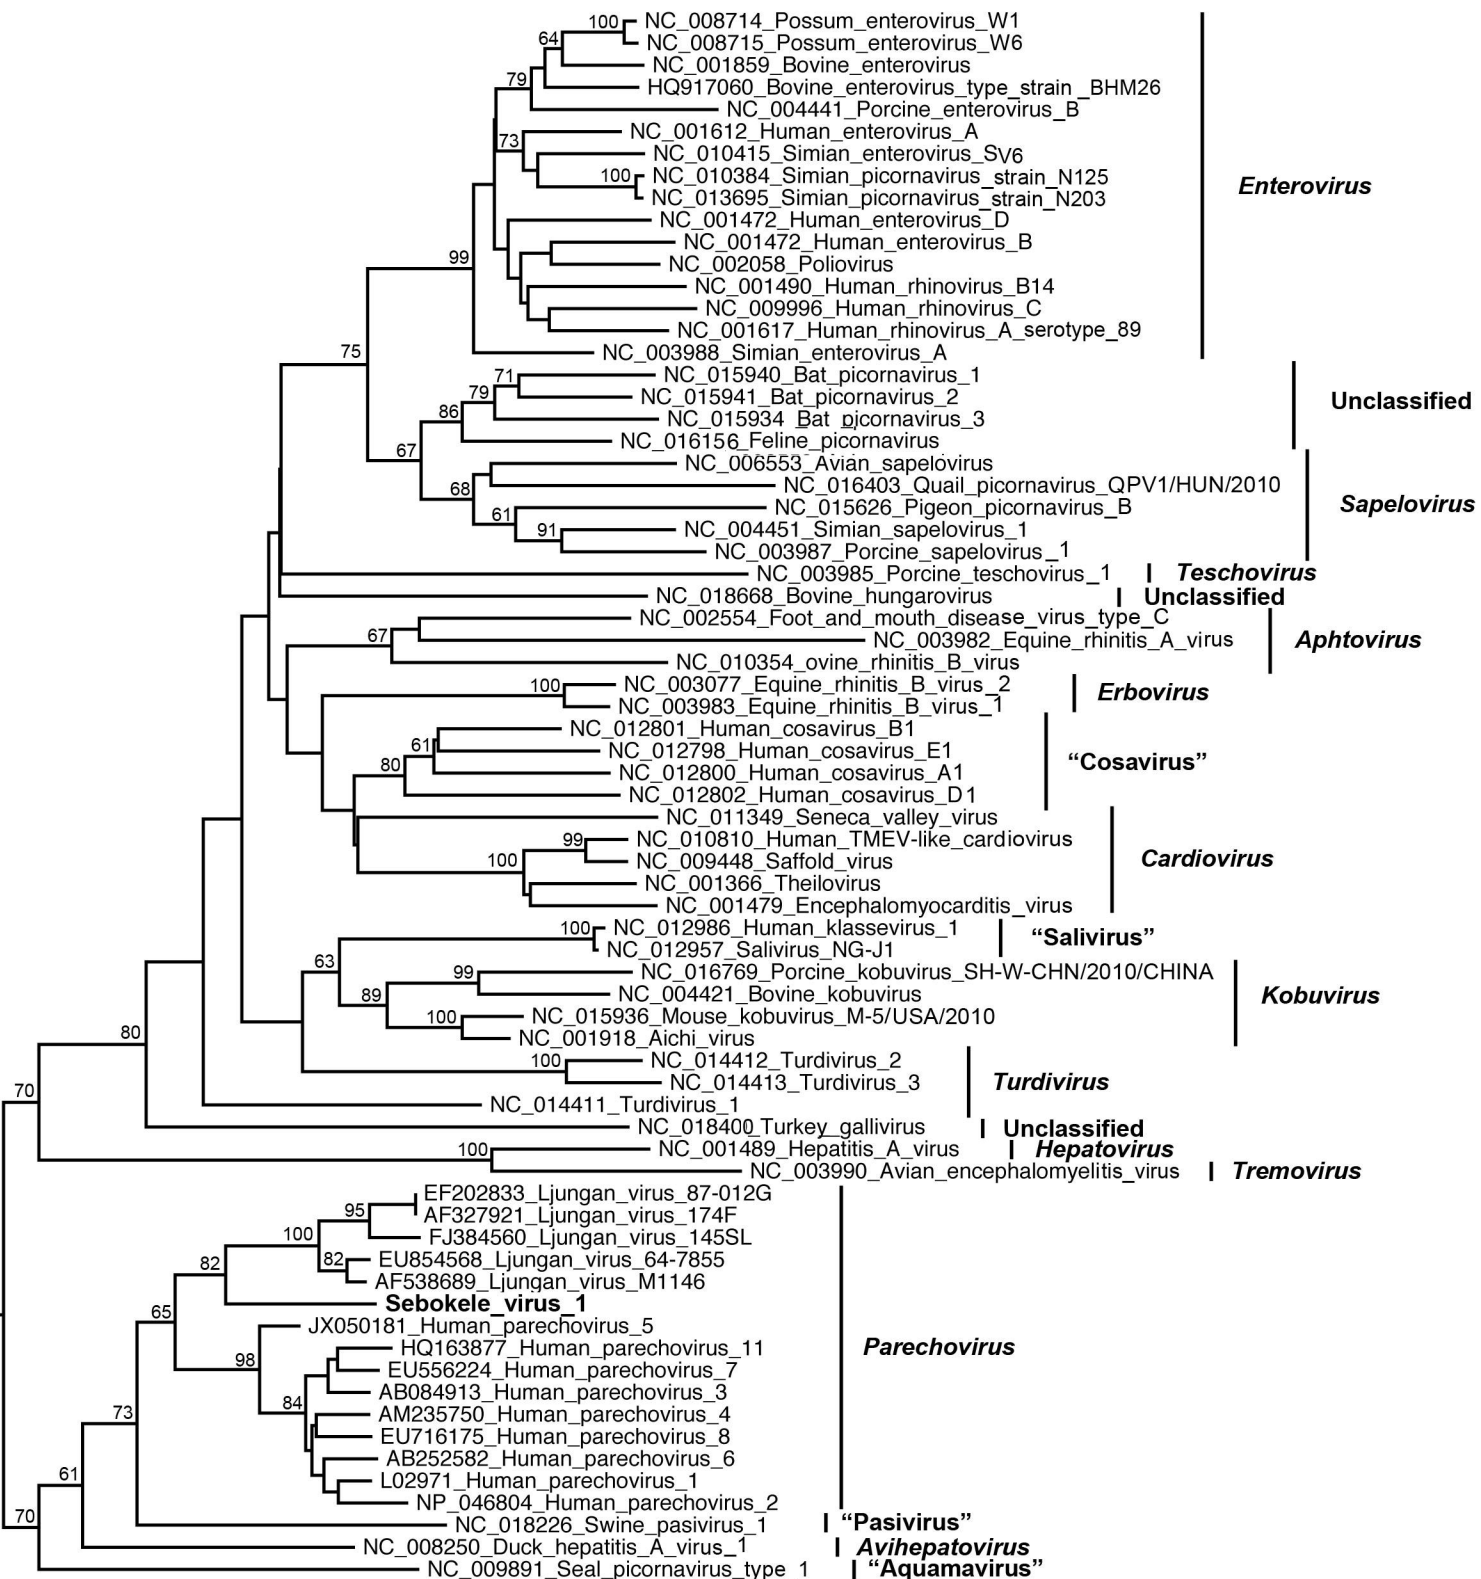 100 NC_008714_Possum_enterovirus_W1
64 NC_008715_Possum_enterovirus_W6
NC_001859_Bovine_enterovirus
79 HQ917060_Bovine_enterovirus_type_strain_BHM26
NC_004441_Porcine_enterovirus_B
NC_001612_Human_enterovirus_A
73 NC_010415_Simian_enterovirus_SV6
100 NC_010384_Simian_picornavirus_strain_N125
Enterovirus
NC_013695_Simian_picornavirus_strain_N203
NC_001472_Human_enterovirus_D
NC_001472_Human_enterovirus_B
99 NC_002058_Poliovirus
NC_001490_Human_rhinovirus_B14
NC_009996_Human_rhinovirus_C
NC_001617_Human_rhinovirus_A_serotype_89
75 NC_003988_Simian_enterovirus_A
71 NC_015940_Bat_picornavirus_1
79 NC_015941_Bat_picornavirus_2
Unclassified
86 NC_015934_Bat_picornavirus_3
NC_016156_Feline_picornavirus
67 NC_006553_Avian_sapelovirus
68 NC_016403_Quail_picornavirus_QPV1/HUN/2010
Sapelovirus
61 NC_015626_Pigeon_picornavirus_B
91 NC_004451_Simian_sapelovirus_1
NC_003987_Porcine_sapelovirus_1
NC_003985_Porcine_teschovirus_1 Teschovirus
NC_018668_Bovine_hungarovirus Unclassified
NC_002554_Foot_and_mouth_disease_virus_type_C
67 NC_003982_Equine_rhinitis_A_virus Aphtovirus
NC_010354_ovine_rhinitis_B_virus
100 NC_003077_Equine_rhinitis_B_virus_2
Erbovirus
NC_003983_Equine_rhinitis_B_virus_1
NC_012801_Human_cosavirus_B1
61 NC_012798_Human_cosavirus_E1
“Cosavirus”
80 NC_012800_Human_cosavirus_A1
NC_012802_Human_cosavirus_D1
NC_011349_Seneca_valley_virus
99 NC_010810_Human_TMEV-like_cardiovirus
100 NC_009448_Saffold_virus Cardiovirus
NC_001366_Theilovirus
NC_001479_Encephalomyocarditis_virus
100 NC_012986_Human_klassevirus_1
“Salivirus”
NC_012957_Salivirus_NG-J1
63 99 NC_016769_Porcine_kobuvirus_SH-W-CHN/2010/CHINA
89 NC_004421_Bovine_kobuvirus Kobuvirus
100 NC_015936_Mouse_kobuvirus_M-5/USA/2010
80 NC_001918_Aichi_virus
100 NC_014412_Turdivirus_2
NC_014413_Turdivirus_3 Turdivirus
70 NC_014411_Turdivirus_1
NC_018400_Turkey_gallivirus Unclassified
100 NC_001489_Hepatitis_A_virus Hepatovirus
NC_003990_Avian_encephalomyelitis_virus Tremovirus
EF202833_Ljungan_virus_87-012G
95 AF327921_Ljungan_virus_174F
100 FJ384560_Ljungan_virus_145SL
82 82 EU854568_Ljungan_virus_64-7855
AF538689_Ljungan_virus_M1146
65 Sebokele_virus_1
JX050181_Human_parechovirus_5
98 HQ163877_Human_parechovirus_11 Parechovirus
EU556224_Human_parechovirus_7
84 AB084913_Human_parechovirus_3
73 AM235750_Human_parechovirus_4
EU716175_Human_parechovirus_8
AB252582_Human_parechovirus_6
61 L02971_Human_parechovirus_1
NP_046804_Human_parechovirus_2
70 NC_018226_Swine_pasivirus_1 “Pasivirus”
NC_008250_Duck_hepatitis_A_virus_1 Avihepatovirus
NC_009891_Seal_picornavirus_type_1 “Aquamavirus”